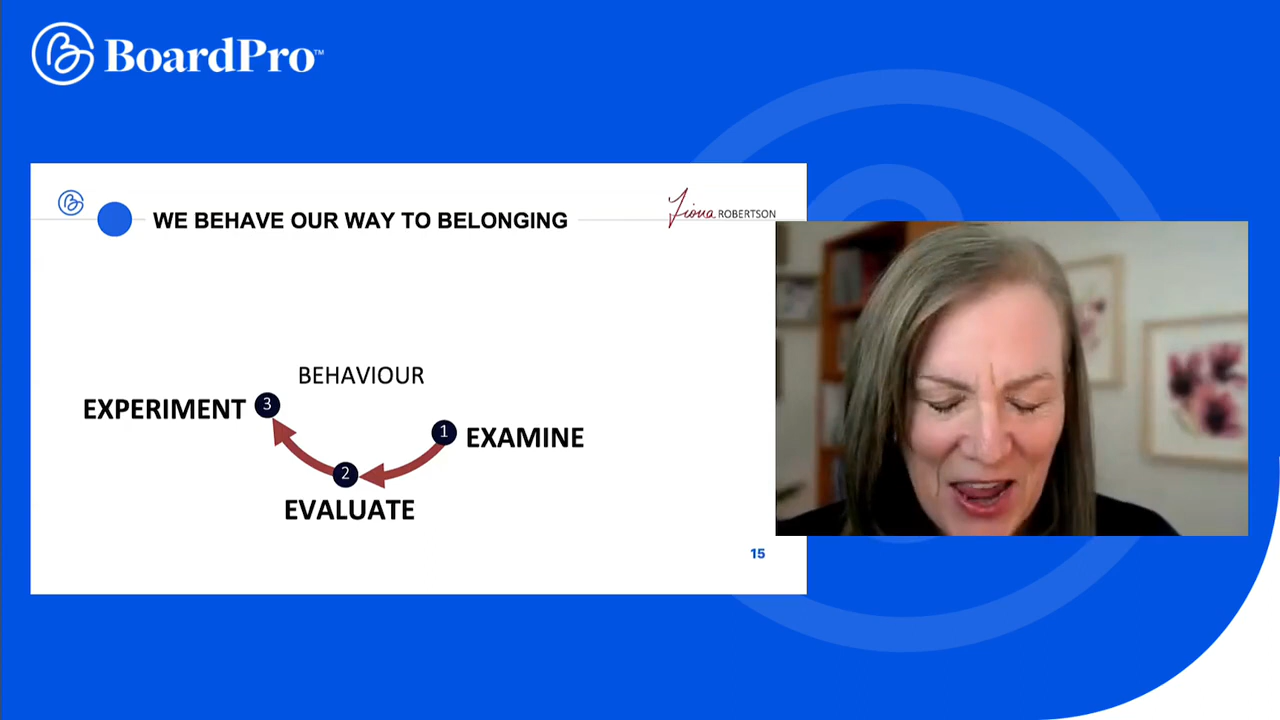 BoardPro™
WE BEHAVE OUR WAY TO BELONGING
Fiona ROBERTSON
BEHAVIOUR
EXPERIMENT 3
1 EXAMINE
2
EVALUATE
15